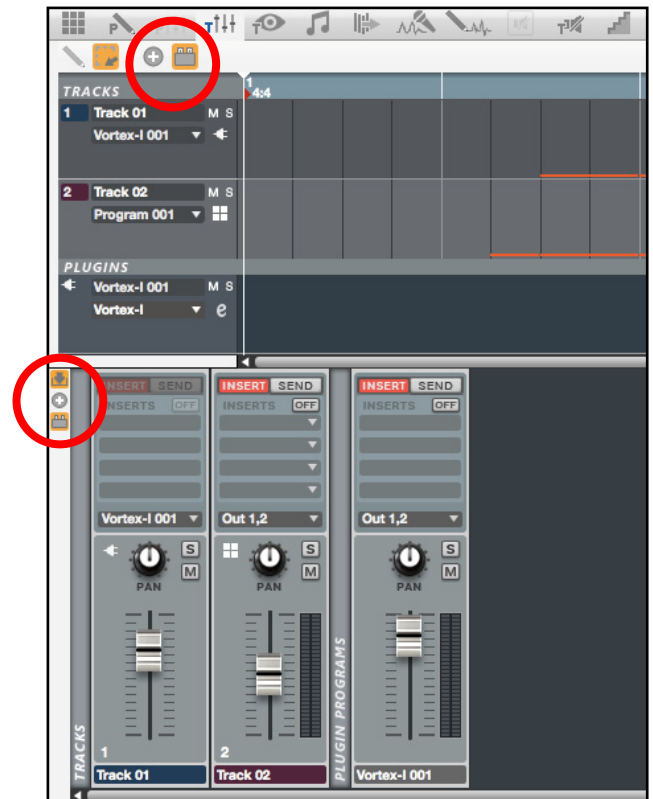 P T T T
TRACKS 1
4:4
1 Track 01 M S
Vortex-I 001
2 Track 02 M S
Program 001
PLUGINS
Vortex-I 001 M S
Vortex-I e
INSERT SEND INSERT SEND INSERT SEND
INSERTS OFF INSERTS OFF INSERTS OFF
Vortex-I 001 Out 1,2 Out 1,2
S S S
M M M
PAN PAN PAN
TRACKS
PLUGIN PROGRAMS
1 2
Track 01 Track 02 Vortex-I 001